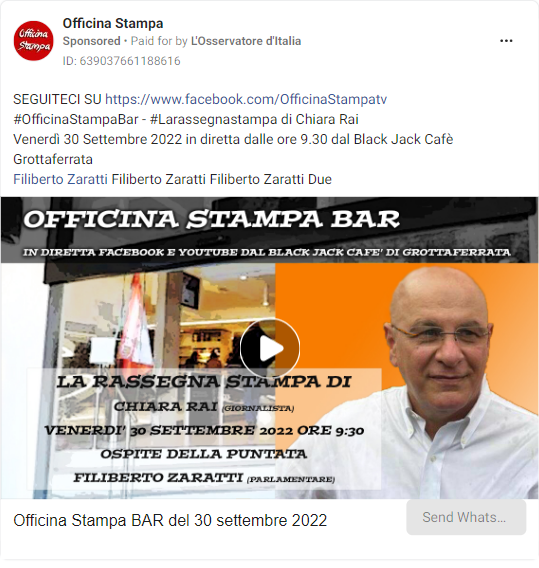 Officina
Stampa
Officina Stampa
Sponsored • Paid for by L'Osservatore d'Italia
ID: 639037661188616
SEGUITECI SU https://www.facebook.com/OfficinaStampatv
#OfficinaStampaBar - #Larassegnastampa di Chiara Rai
Venerdì 30 Settembre 2022 in diretta dalle ore 9.30 dal Black Jack Cafè
Grottaferrata
Filiberto Zaratti Filiberto Zaratti Filiberto Zaratti Due
OFFICINA STAMPA BAR
IN DIRETTA FACEBOOK E YOUTUBE DAL BLACK JACK CAFE' DI GROTTAFERRATA
LA RASSEGNA STAMPA DI
CHIARA RAI (GIORNALISTA)
VENERDI' 30 SETTEMBRE 2022 ORE 9:30
OSPITE DELLA PUNTATA
FILIBERTO ZARATTI (PARLAMENTARE)
Officina Stampa BAR del 30 settembre 2022
Send Whats...